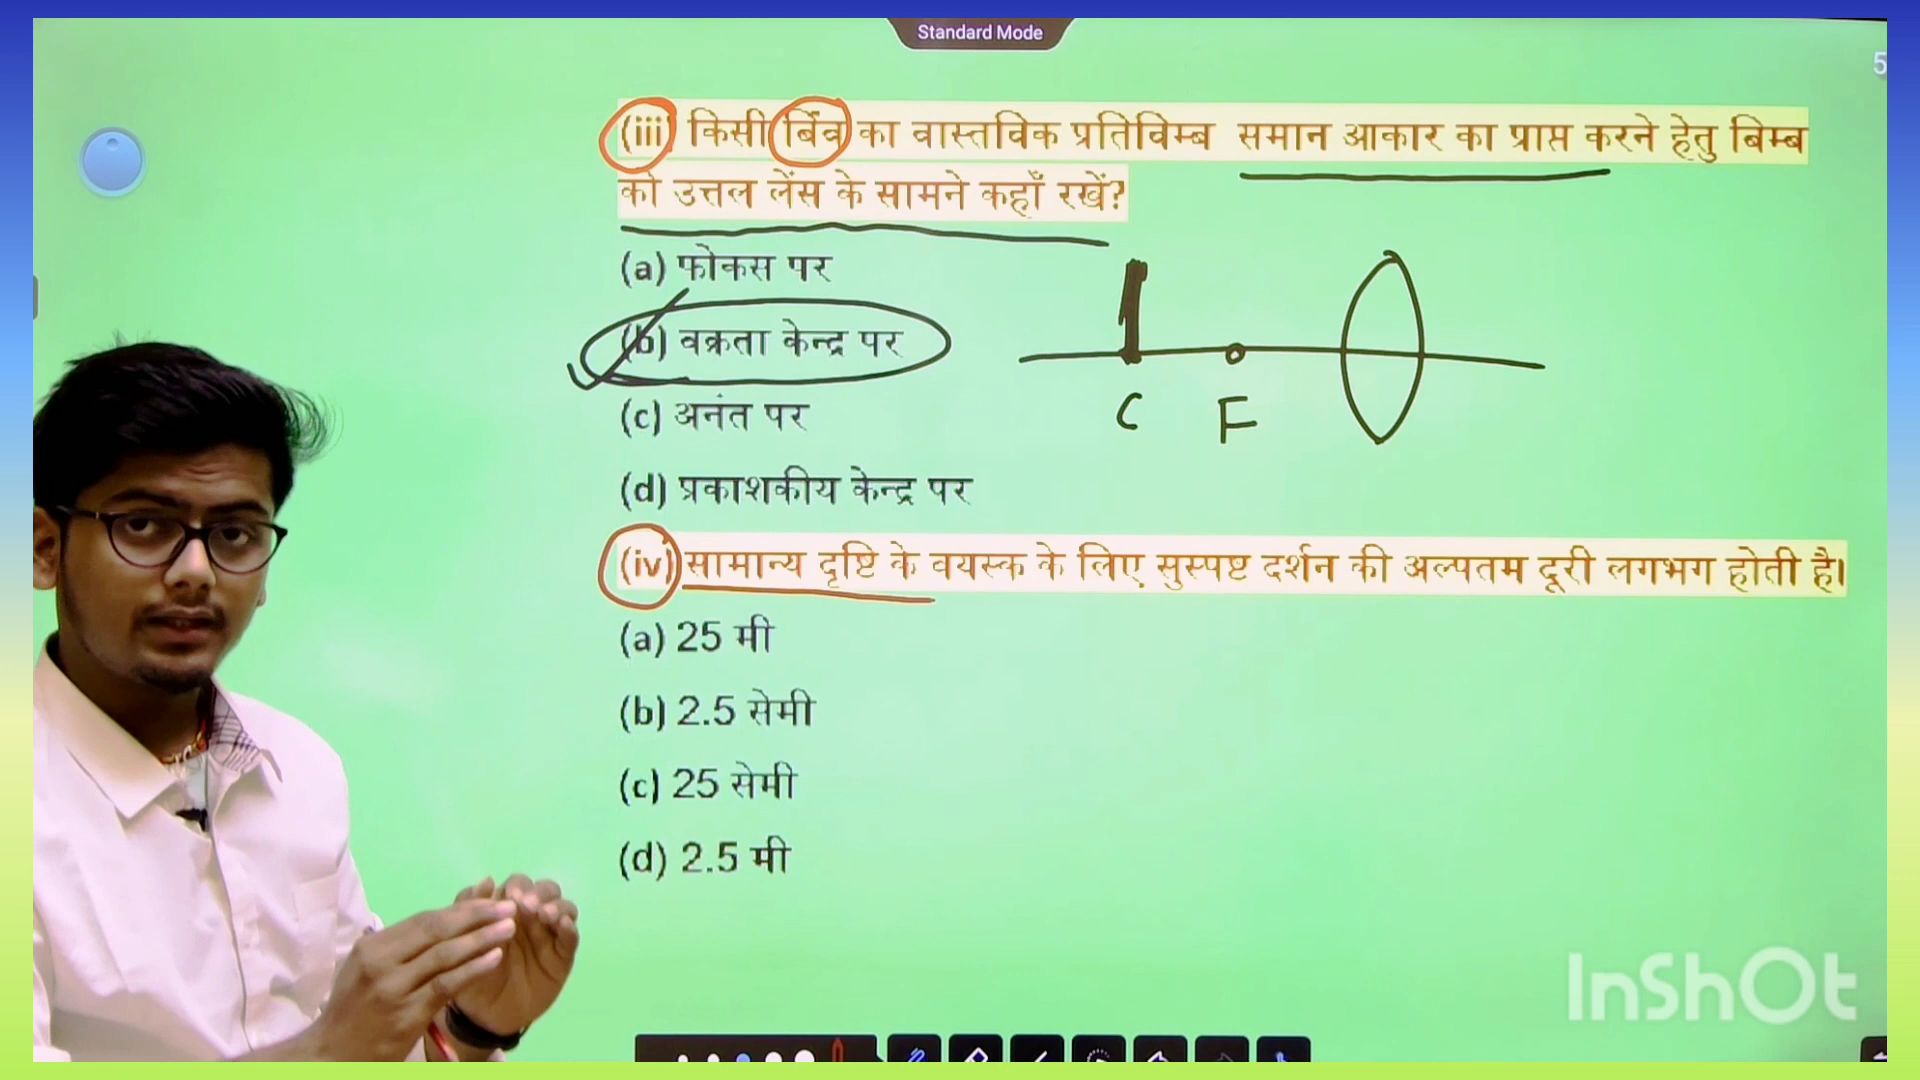 Standard Mode
5
(iii) किसी बिंब का वास्तविक प्रतिविम्ब समान आकार का प्राप्त करने हेतु बिम्ब
को उत्तल लेंस के सामने कहाँ रखें?
(a) फोकस पर
(b) वक्रता केन्द्र पर
(c) अनंत पर
(d) प्रकाशकीय केन्द्र पर
C F
(iv) सामान्य दृष्टि के वयस्क के लिए सुस्पष्ट दर्शन की अल्पतम दूरी लगभग होती है।
(a) 25 मी
(b) 2.5 सेमी
(c) 25 सेमी
(d) 2.5 मी
InShOt